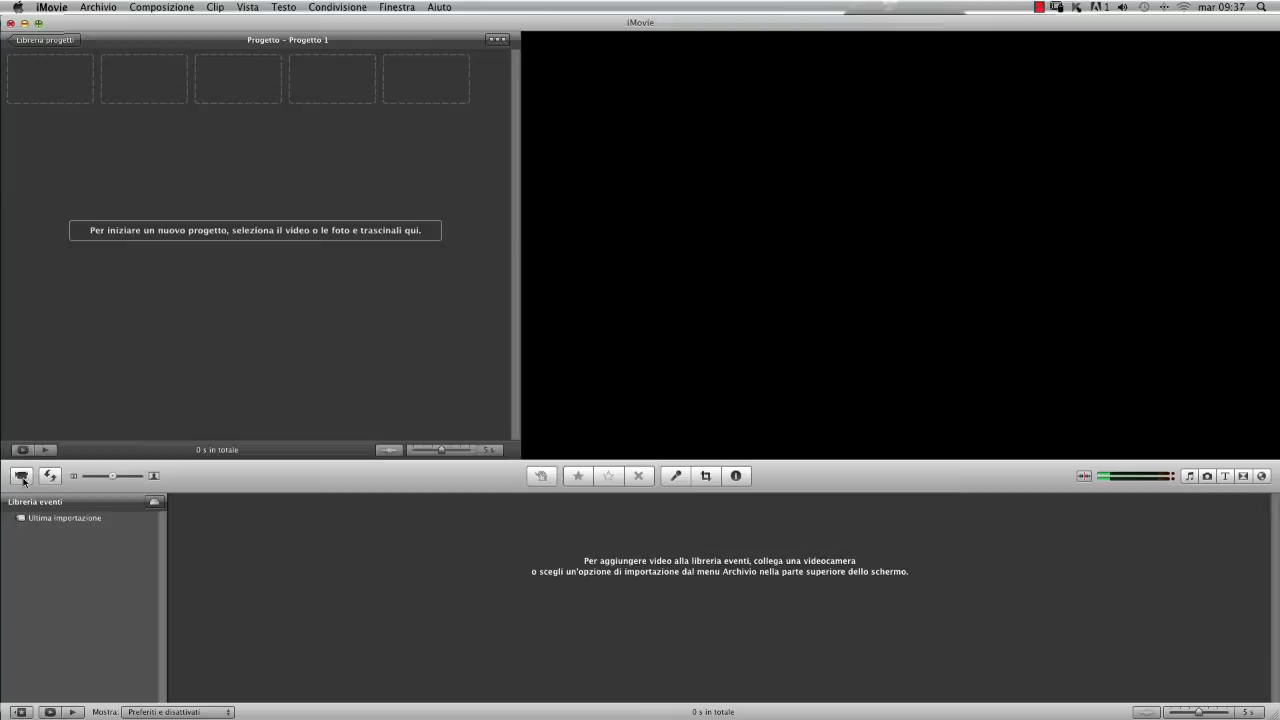 iMovie Archivio Composizione Clip Vista Testo Condivisione Finestra Aiuto 1 mar 09:37
iMovie
Libreria progetti
Progetto - Progetto 1
Per iniziare un nuovo progetto, seleziona il video o le foto e trascinali qui.
0 s in totale
5 s
Libreria eventi
Ultima importazione
Per aggiungere video alla libreria eventi, collega una videocamera
o scegli un'opzione di importazione dal menu Archivio nella parte superiore dello schermo.
Mostra: Preferiti e disattivati
0 s in totale
5 s